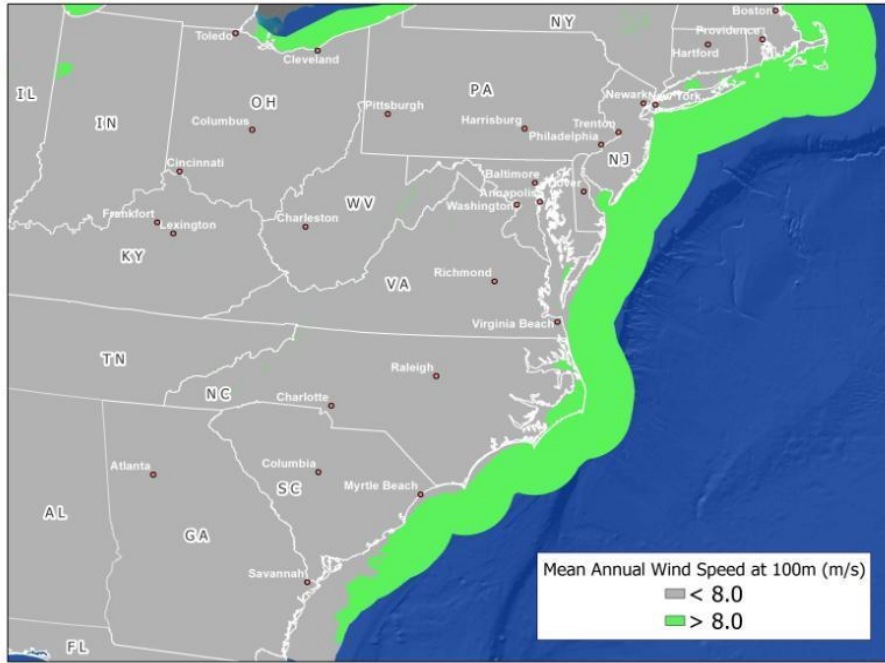 NY
Boston
Providence
Hartford
Toledo
Cleveland
IL
IN
OH
PA
Newark
New York
Pittsburgh
Columbus
Harrisburg
Trenton
Philadelphia
NJ
Cincinnati
Baltimore
Annapolis
Washington
WV
Frankfort
Lexington
Charleston
KY
VA
Richmond
Virginia Beach
TN
NC
Raleigh
Charlotte
Atlanta
Columbia
SC
Myrtle Beach
AL
GA
Savannah
FL
Mean Annual Wind Speed at 100m (m/s)
< 8.0
> 8.0